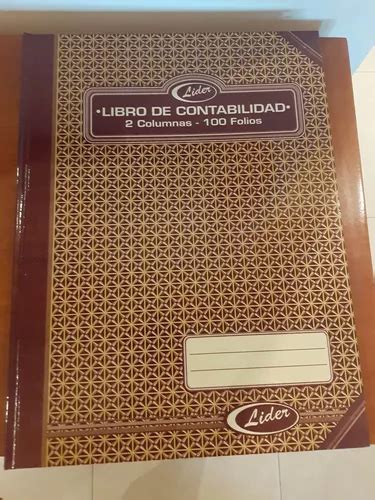 Lider
•LIBRO DE CONTABILIDAD•
2 Columnas - 100 Folios
Lider